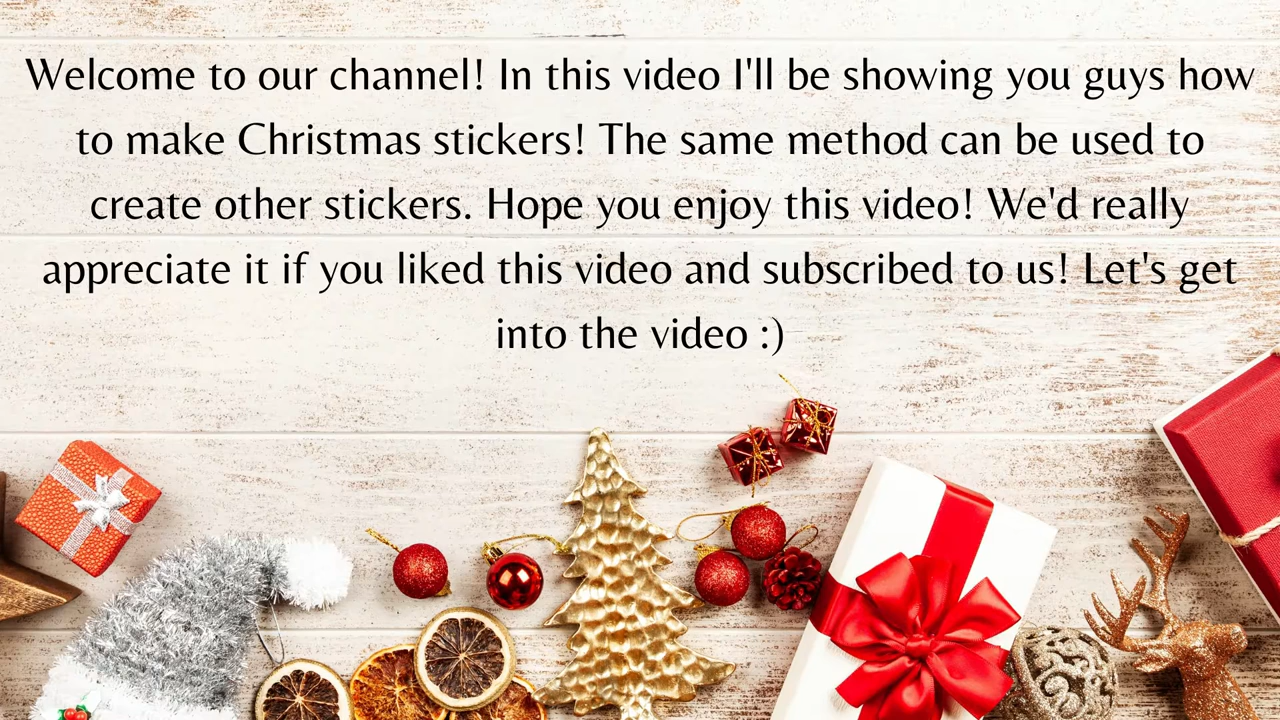 Welcome to our channel! In this video I'll be showing you guys how
to make Christmas stickers! The same method can be used to
create other stickers. Hope you enjoy this video! We'd really
appreciate it if you liked this video and subscribed to us! Let's get
into the video :)